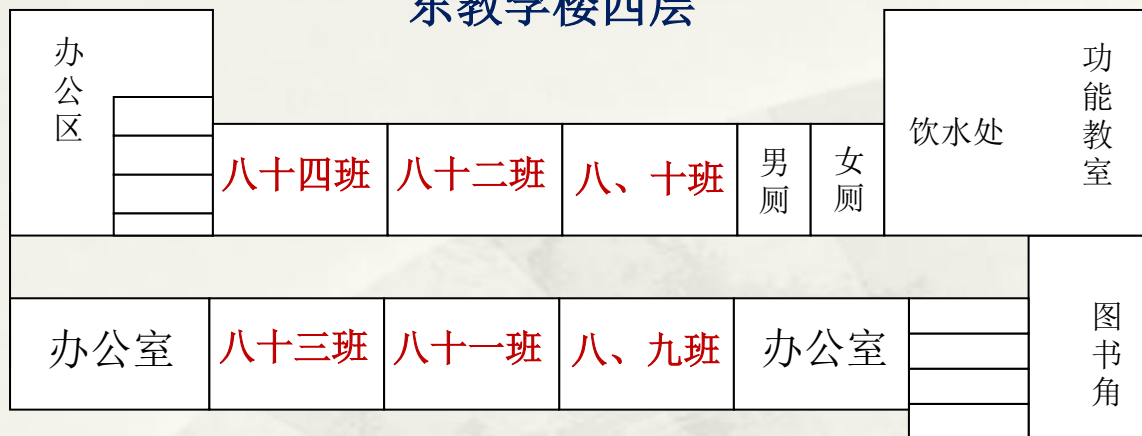 东教学楼四层
办公区
功能教室
饮水处
八十四班
八十二班
八、十班
男厕
女厕
办公室
八十三班
八十一班
八、九班
办公室
图书角